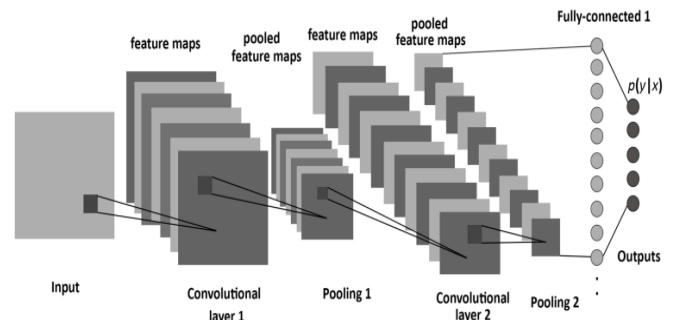 Fully-connected 1
feature maps
pooled
feature maps
feature maps
pooled
feature maps
p(y|x)
Outputs
Input
Convolutional
layer 1
Pooling 1
Convolutional
layer 2
Pooling 2